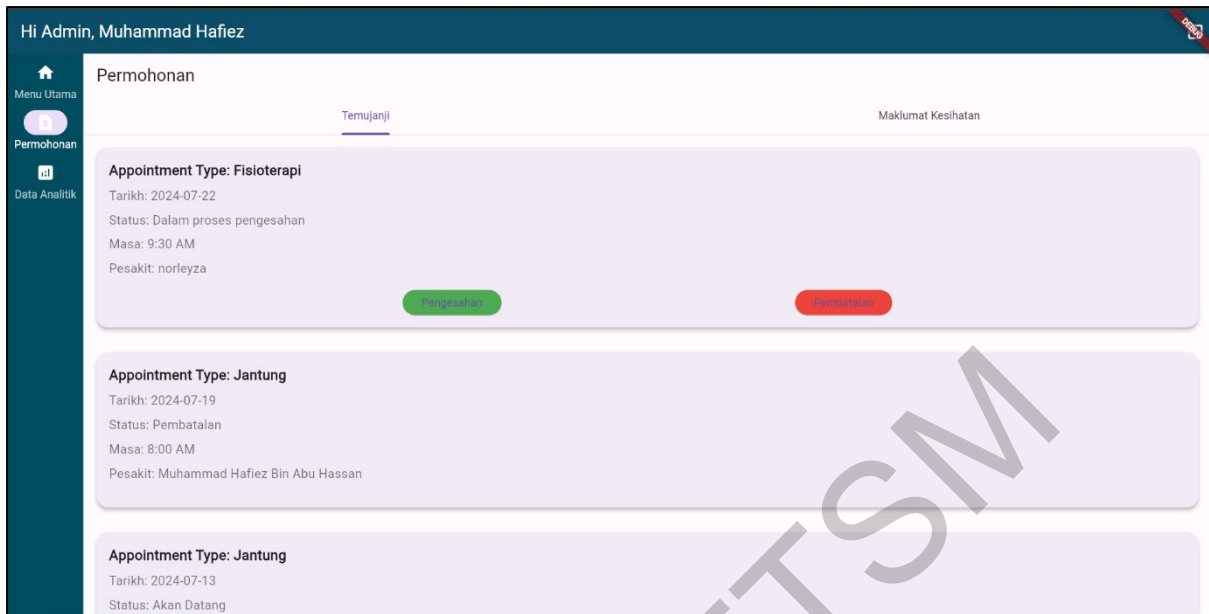 Hi Admin, Muhammad Hafiez
DEBUG
Menu Utama
Permohonan
Data Analitik
Permohonan
Temujanji
Maklumat Kesihatan
Appointment Type: Fisioterapi
Tarikh: 2024-07-22
Status: Dalam proses pengesahan
Masa: 9:30 AM
Pesakit: norleyza
Pengesahan
Pembatalan
Appointment Type: Jantung
Tarikh: 2024-07-19
Status: Pembatalan
Masa: 8:00 AM
Pesakit: Muhammad Hafiez Bin Abu Hassan
Appointment Type: Jantung
Tarikh: 2024-07-13
Status: Akan Datang
TSM